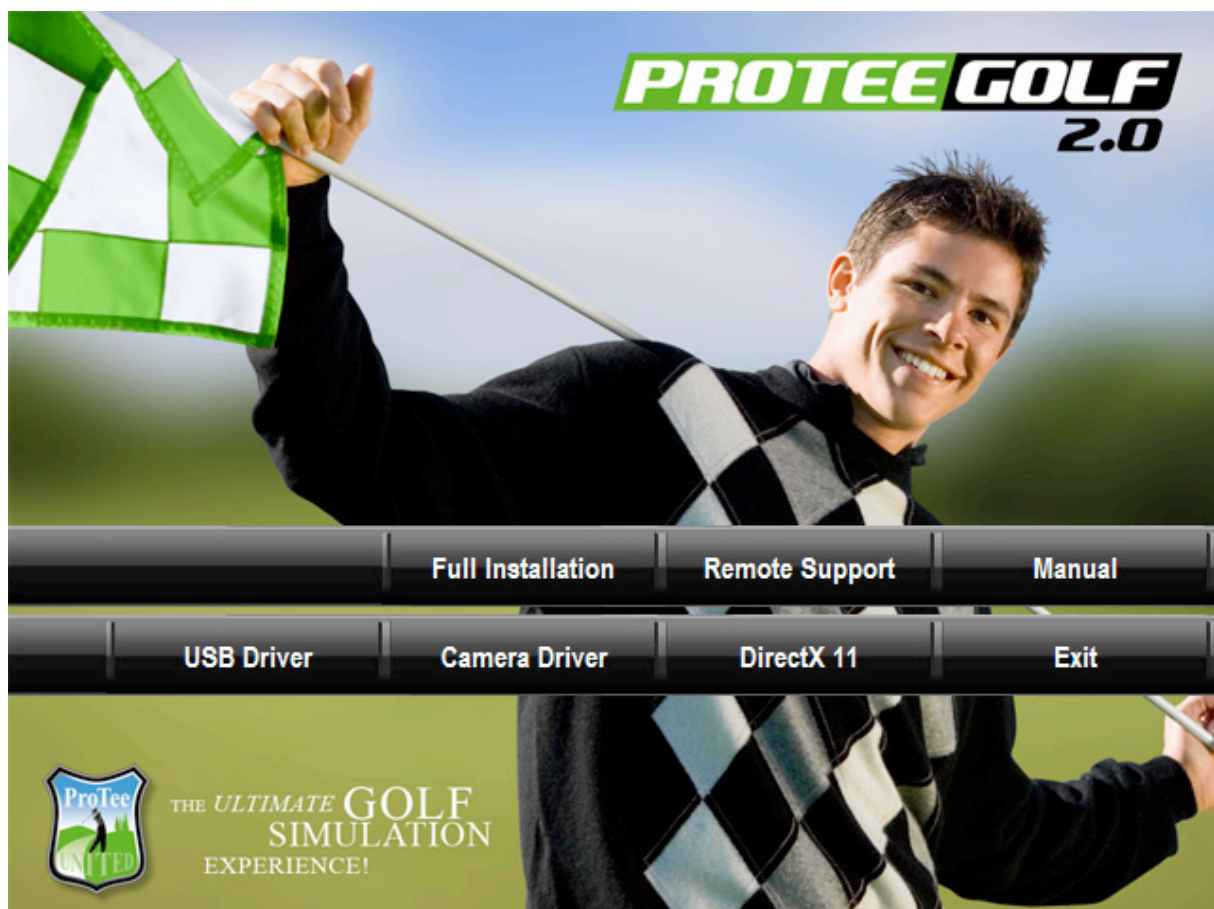 PROTEE GOLF
2.0
Full Installation Remote Support Manual
USB Driver Camera Driver DirectX 11 Exit
ProTee
UNITED
THE ULTIMATE GOLF
SIMULATION
EXPERIENCE!